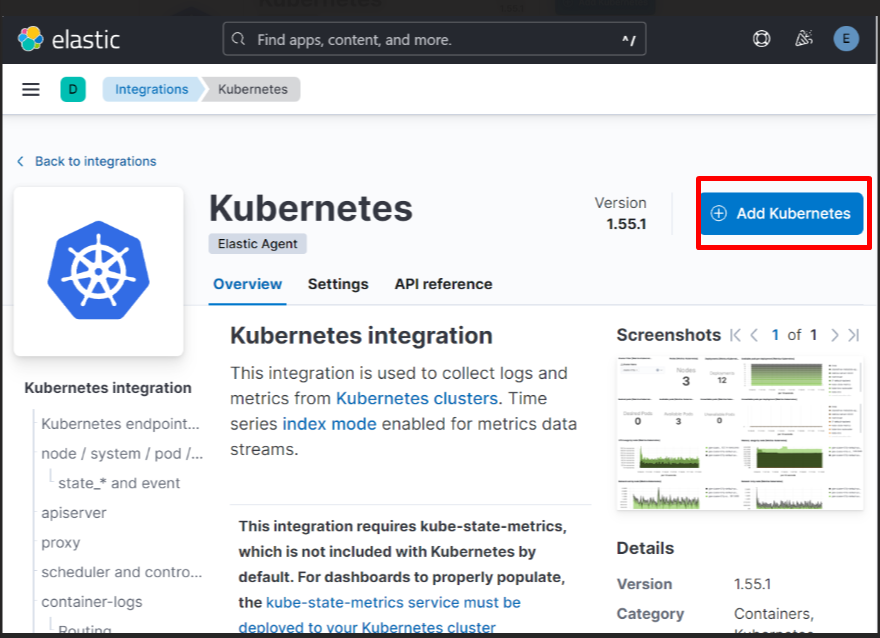 elastic
Find apps, content, and more.
^/
E
D
Integrations
Kubernetes
Back to integrations
Kubernetes
Elastic Agent
Version
1.55.1
Add Kubernetes
Overview
Settings
API reference
Kubernetes integration
Kubernetes endpoint...
node / system / pod /...
state_* and event
apiserver
proxy
scheduler and contro...
container-logs
Routing
Kubernetes integration
This integration is used to collect logs and
metrics from Kubernetes clusters. Time
series index mode enabled for metrics data
streams.
This integration requires kube-state-metrics,
which is not included with Kubernetes by
default. For dashboards to properly populate,
the kube-state-metrics service must be
deployed to your Kubernetes cluster
Screenshots
1 of 1
Nodes
3
12
0
3
0
Details
Version
1.55.1
Category
Containers,
Kubernetes